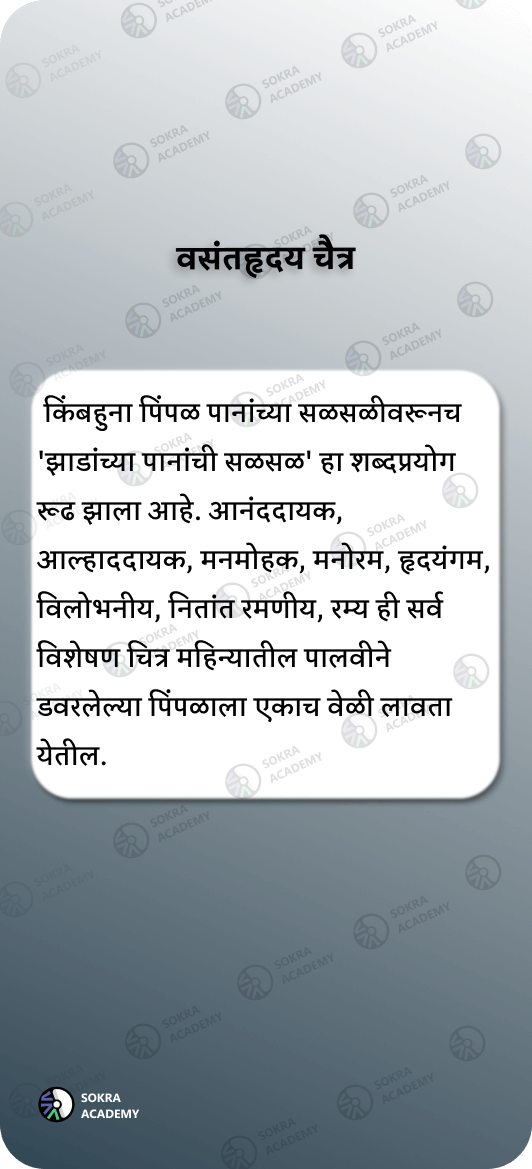 वसंतहृदय चैत्र
किंबहुना पिंपळ पानांच्या सळसळीवरूनच
'झाडांच्या पानांची सळसळ' हा शब्दप्रयोग
रूढ झाला आहे. आनंददायक,
आल्हाददायक, मनमोहक, मनोरम, हृदयंगम,
विलोभनीय, नितांत रमणीय, रम्य ही सर्व
विशेषण चित्र महिन्यातील पालवीने
डवरलेल्या पिंपळाला एकाच वेळी लावता
येतील.
SOKRA
ACADEMY